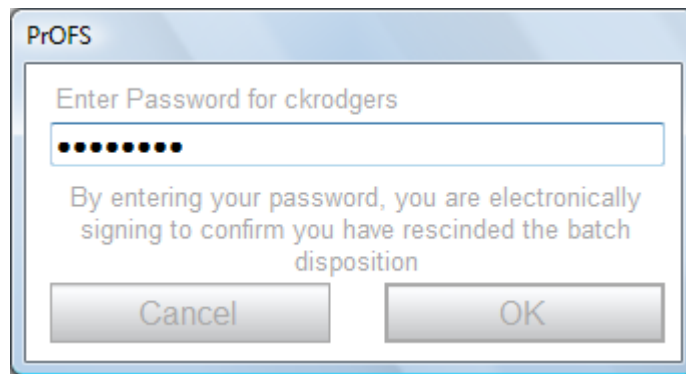 PrOFS
Enter Password for ckrodgers
●●●●●●●●
By entering your password, you are electronically
signing to confirm you have rescinded the batch
disposition
Cancel OK